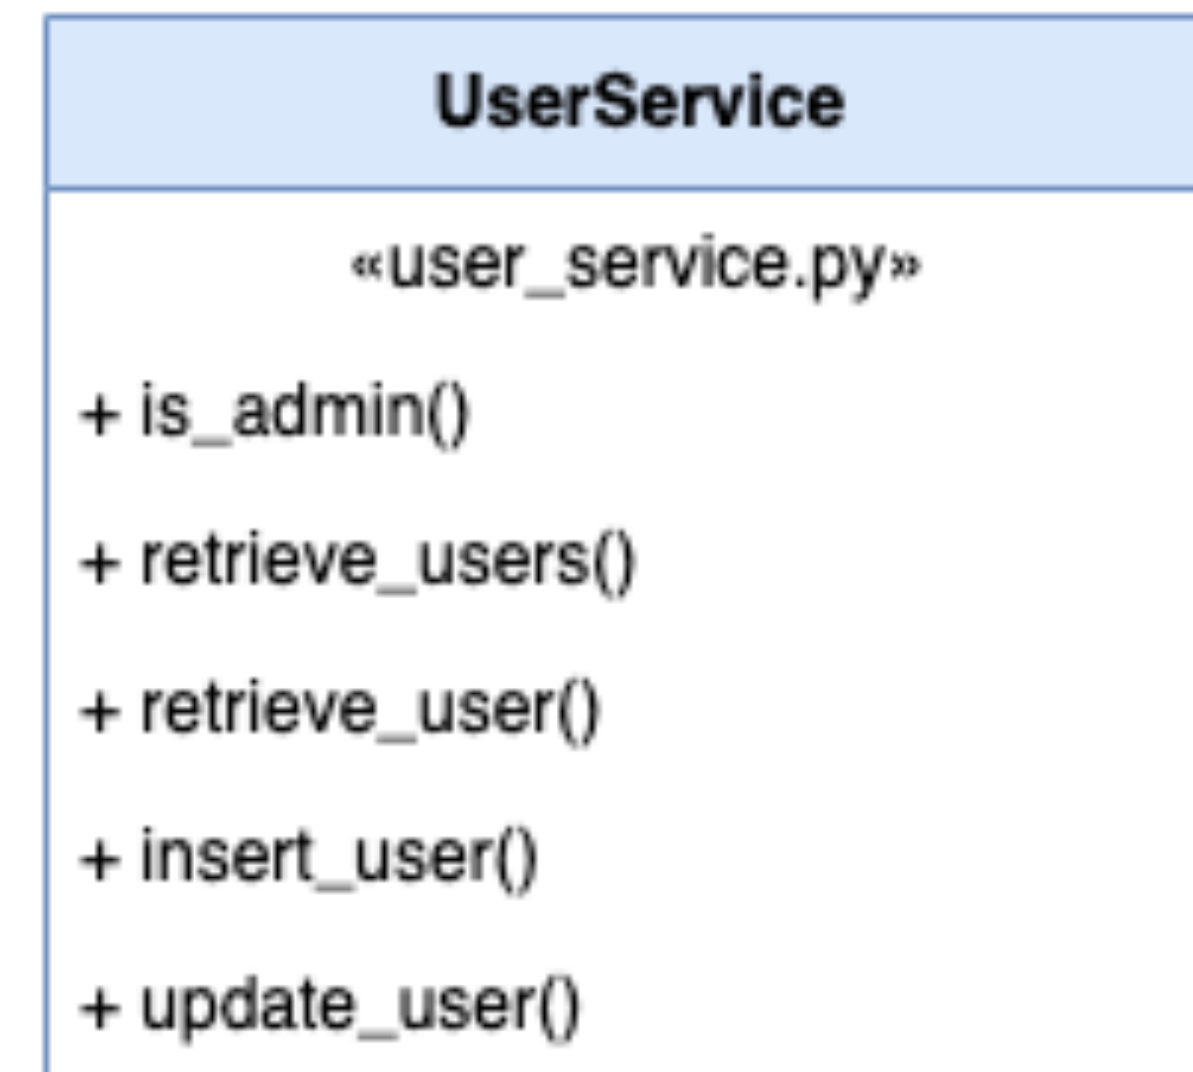 UserService
«user_service.py»
+ is_admin()
+ retrieve_users()
+ retrieve_user()
+ insert_user()
+ update_user()